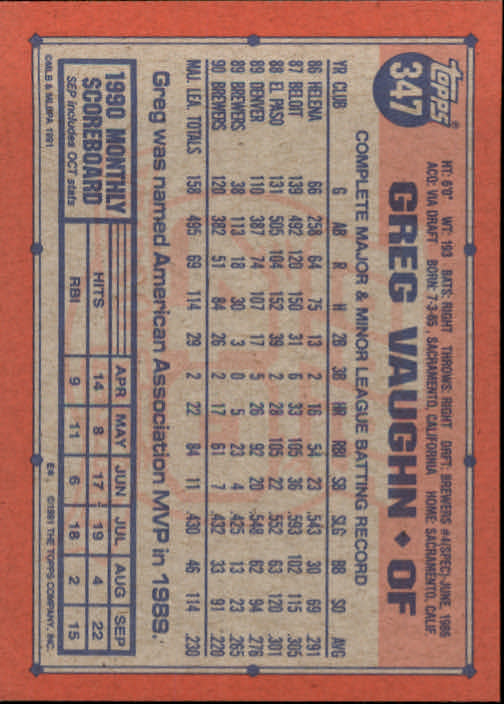 TOPPS®
347
HT: 6'0" WT: 193 BATS: RIGHT THROWS: RIGHT DRFT: BREWERS #4(SPEC)-JUNE, 1986
ACQ: VIA DRAFT BORN: 7-3-65, SACRAMENTO, CALIFORNIA HOME: SACRAMENTO, CALIF.
GREG VAUGHN ◆ OF
COMPLETE MAJOR & MINOR LEAGUE BATTING RECORD
YR CLUB G AB R H 2B 3B HR RBI SB SLG BB SO AVG
86 HELENA 66 258 64 75 13 2 16 54 23 .543 30 69 .291
87 BELOIT 139 492 120 150 31 6 33 105 36 .593 102 115 .305
88 EL PASO 131 505 104 152 39 2 28 105 22 .552 63 120 .301
89 DENVER 110 387 74 107 17 5 26 92 20 .548 62 94 .276
89 BREWERS 38 113 18 30 3 0 5 23 4 .425 13 23 .265
90 BREWERS 120 382 51 84 26 2 17 61 7 .432 33 91 .220
MAJ. LEA. TOTALS 158 495 69 114 29 2 22 84 11 .430 46 114 .230
Greg was named American Association MVP in 1989.
1990 MONTHLY
SCOREBOARD
SEP includes OCT stats
APR MAY JUN JUL AUG SEP
HITS 14 8 17 19 4 22
RBI 9 11 6 18 2 15
©MLB & MLBPA 1991
E* ©1991 THE TOPPS COMPANY, INC.